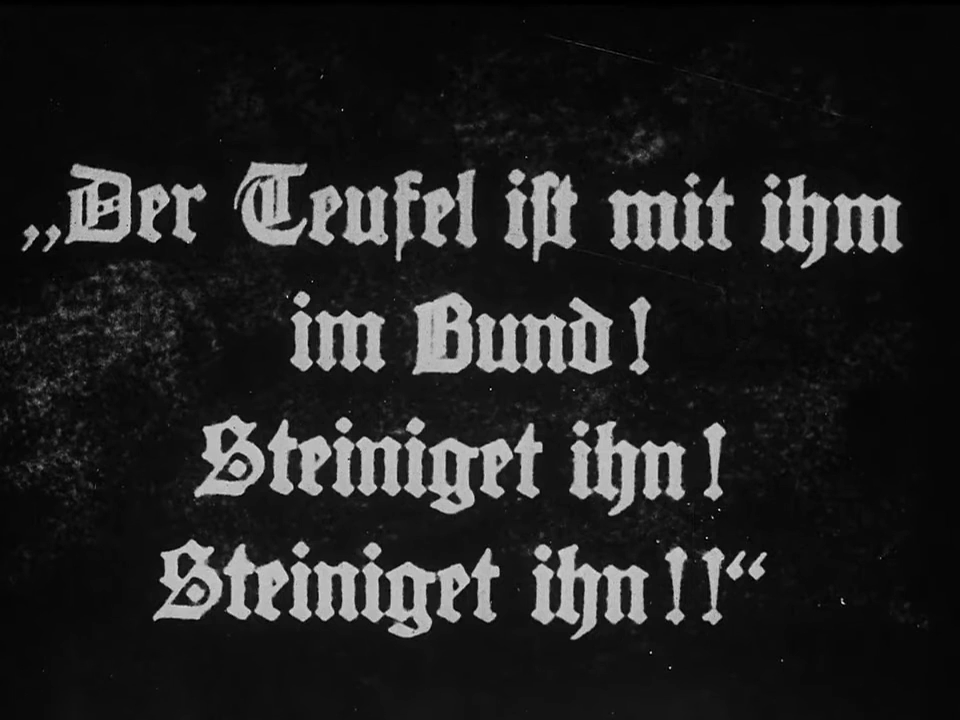 „Der Teufel ist mit ihm
im Bund!
Steiniget ihn!
Steiniget ihn!!“